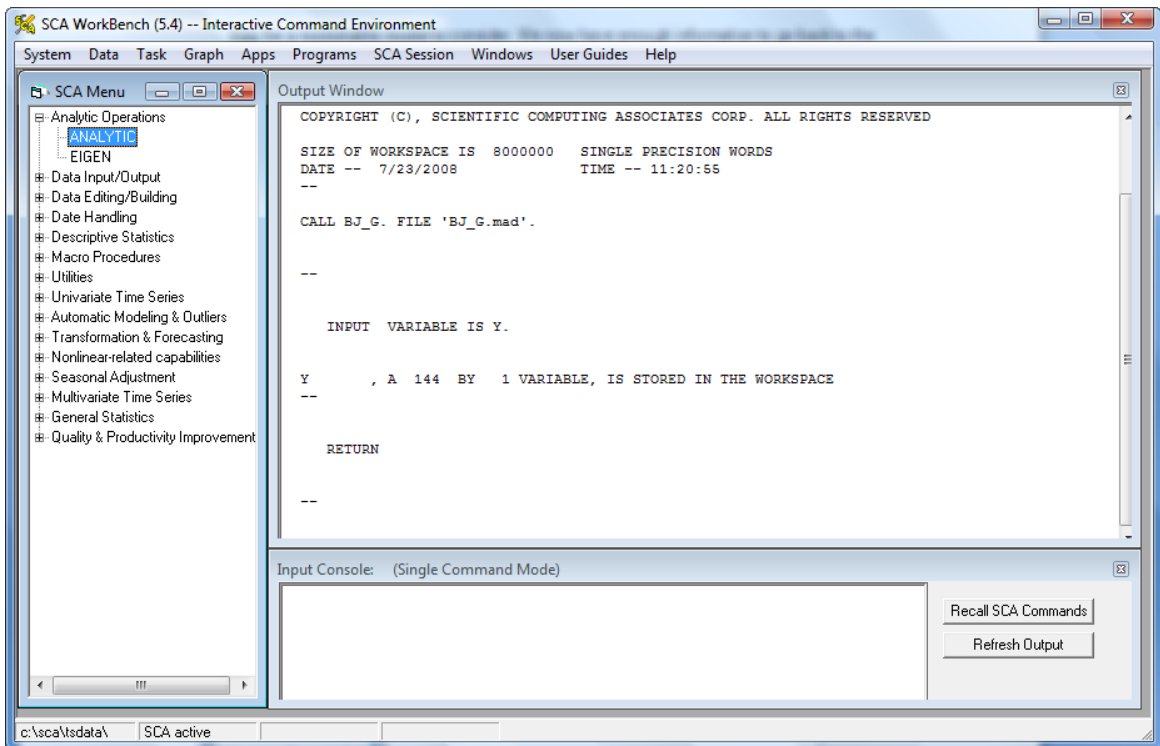 SCA WorkBench (5.4) -- Interactive Command Environment
System Data Task Graph Apps Programs SCA Session Windows User Guides Help
SCA Menu
Analytic Operations
ANALYTIC
EIGEN
Data Input/Output
Data Editing/Building
Date Handling
Descriptive Statistics
Macro Procedures
Utilities
Univariate Time Series
Automatic Modeling & Outliers
Transformation & Forecasting
Nonlinear-related capabilities
Seasonal Adjustment
Multivariate Time Series
General Statistics
Quality & Productivity Improvement
Output Window
COPYRIGHT (C), SCIENTIFIC COMPUTING ASSOCIATES CORP. ALL RIGHTS RESERVED
SIZE OF WORKSPACE IS 8000000 SINGLE PRECISION WORDS
DATE -- 7/23/2008 TIME -- 11:20:55
--
CALL BJ_G. FILE 'BJ_G.mad'.
--
INPUT VARIABLE IS Y.
Y , A 144 BY 1 VARIABLE, IS STORED IN THE WORKSPACE
--
RETURN
--
Input Console: (Single Command Mode)
Recall SCA Commands
Refresh Output
c:\sca\tsdata\ SCA active